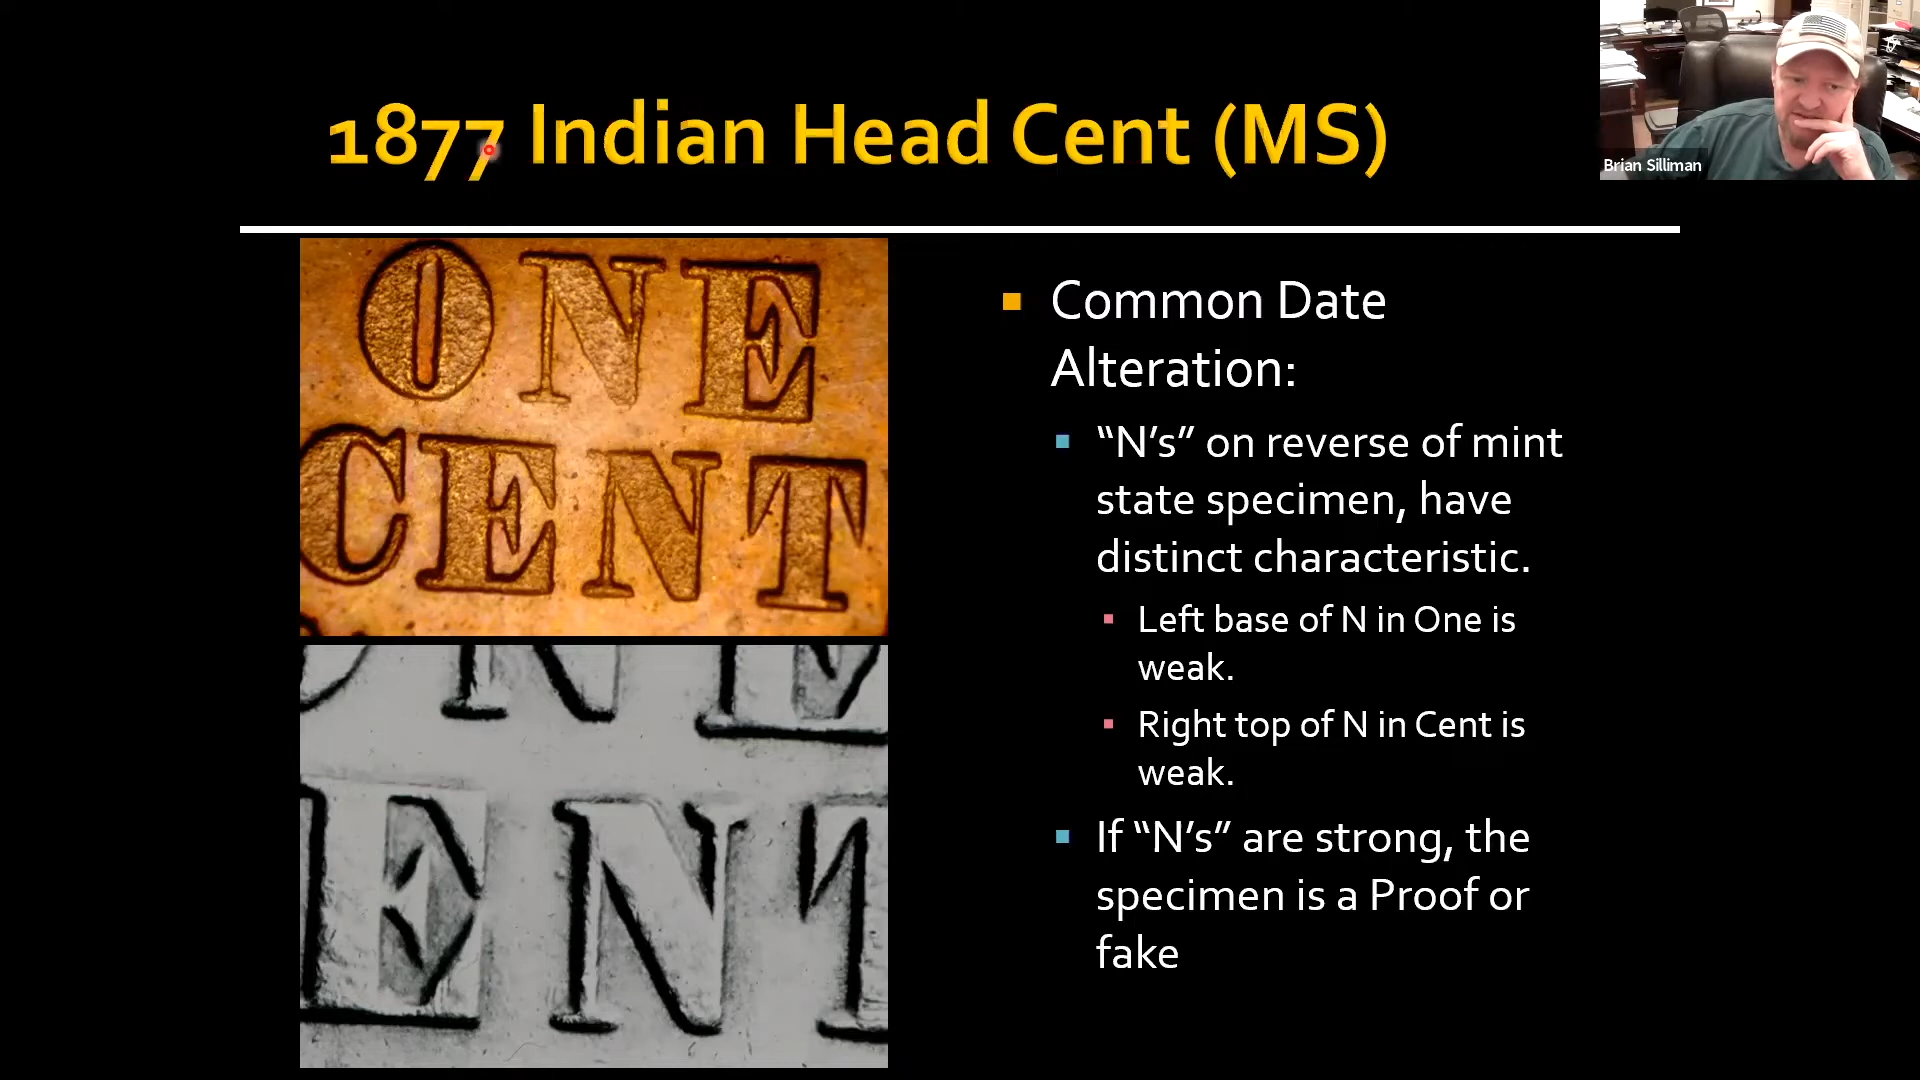 1877 Indian Head Cent (MS)
Brian Silliman
ONE
CENT
ONE
ENT
Common Date
Alteration:
“N’s” on reverse of mint
state specimen, have
distinct characteristic.
Left base of N in One is
weak.
Right top of N in Cent is
weak.
If “N’s” are strong, the
specimen is a Proof or
fake